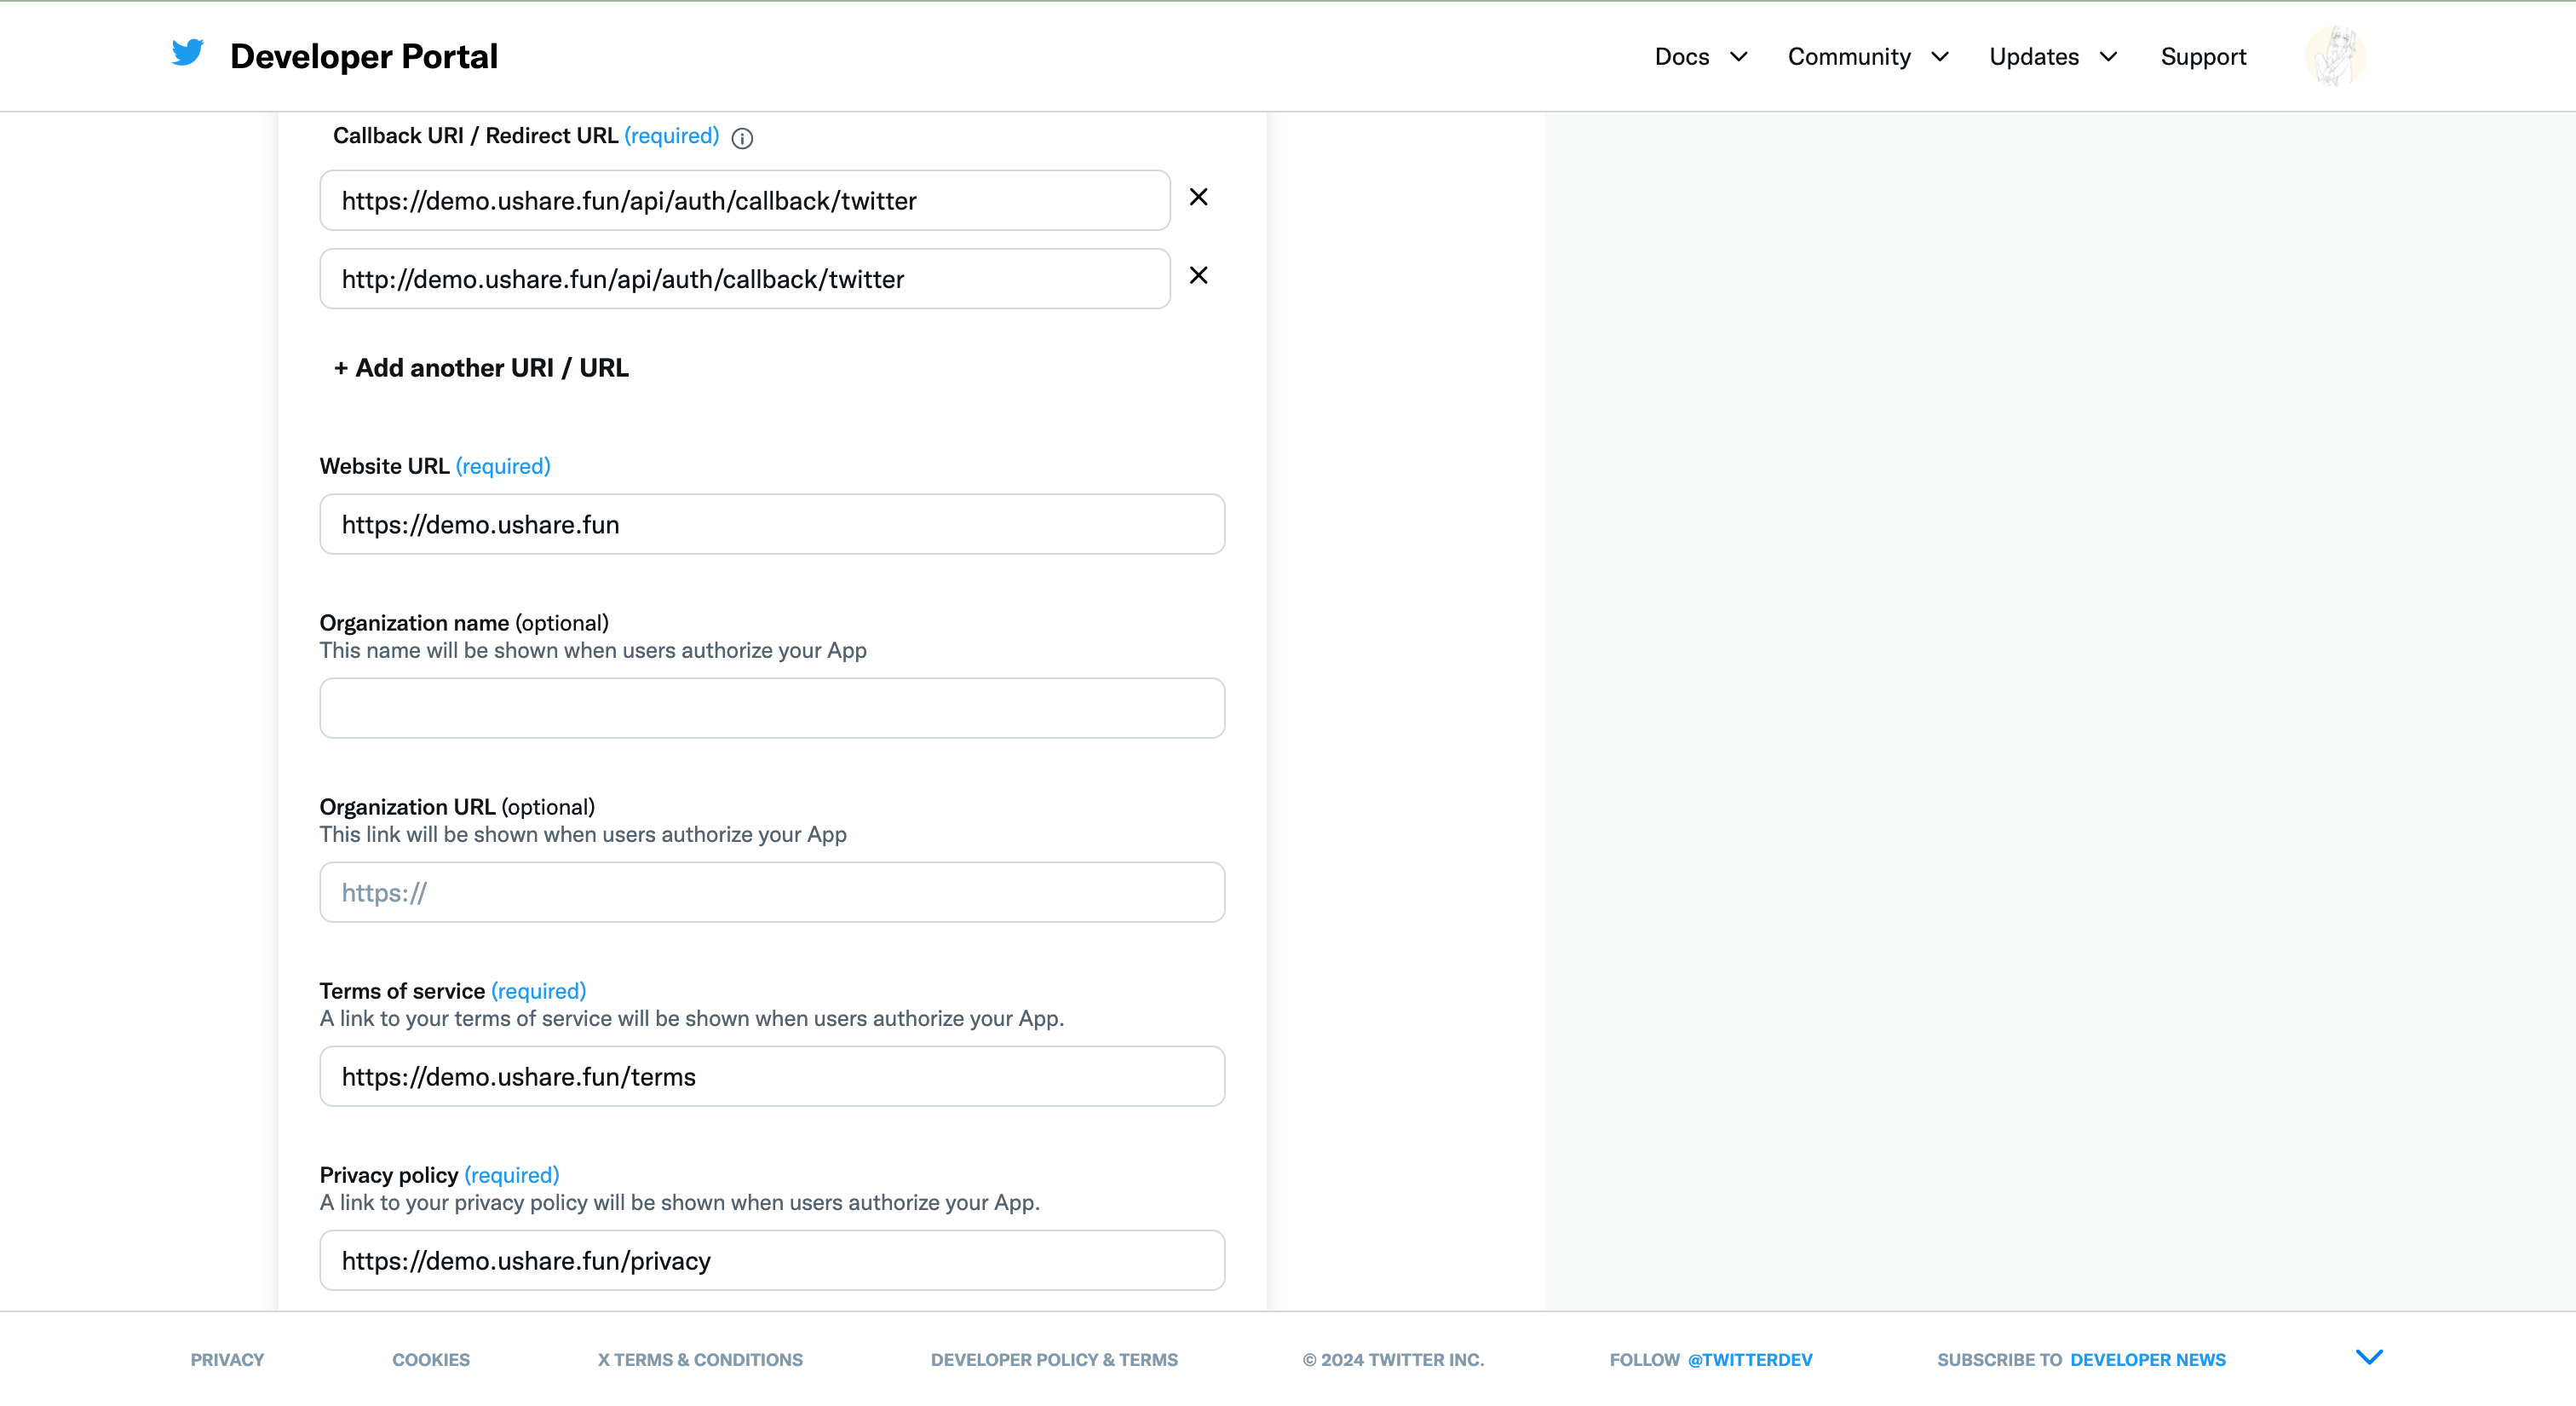 Developer Portal
Docs
Community
Updates
Support
Callback URI / Redirect URL (required)
https://demo.ushare.fun/api/auth/callback/twitter
http://demo.ushare.fun/api/auth/callback/twitter
+ Add another URI / URL
Website URL (required)
https://demo.ushare.fun
Organization name (optional)
This name will be shown when users authorize your App
Organization URL (optional)
This link will be shown when users authorize your App
https://
Terms of service (required)
A link to your terms of service will be shown when users authorize your App.
https://demo.ushare.fun/terms
Privacy policy (required)
A link to your privacy policy will be shown when users authorize your App.
https://demo.ushare.fun/privacy
PRIVACY
COOKIES
X TERMS & CONDITIONS
DEVELOPER POLICY & TERMS
© 2024 TWITTER INC.
FOLLOW @TWITTERDEV
SUBSCRIBE TO DEVELOPER NEWS